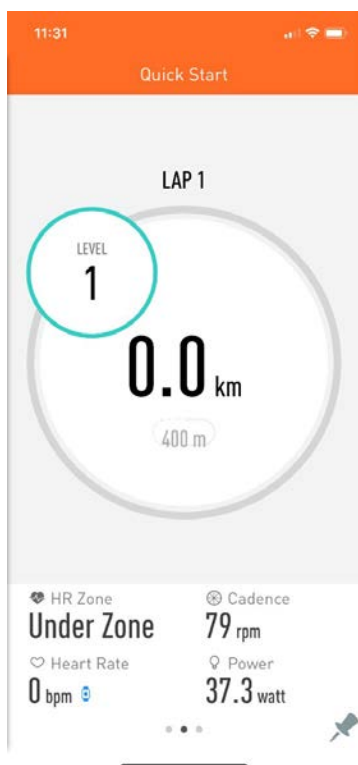 11:31
Quick Start
LAP 1
LEVEL
1
0.0 km
400 m
HR Zone
Under Zone
Cadence
79 rpm
Heart Rate
0 bpm
Power
37.3 watt